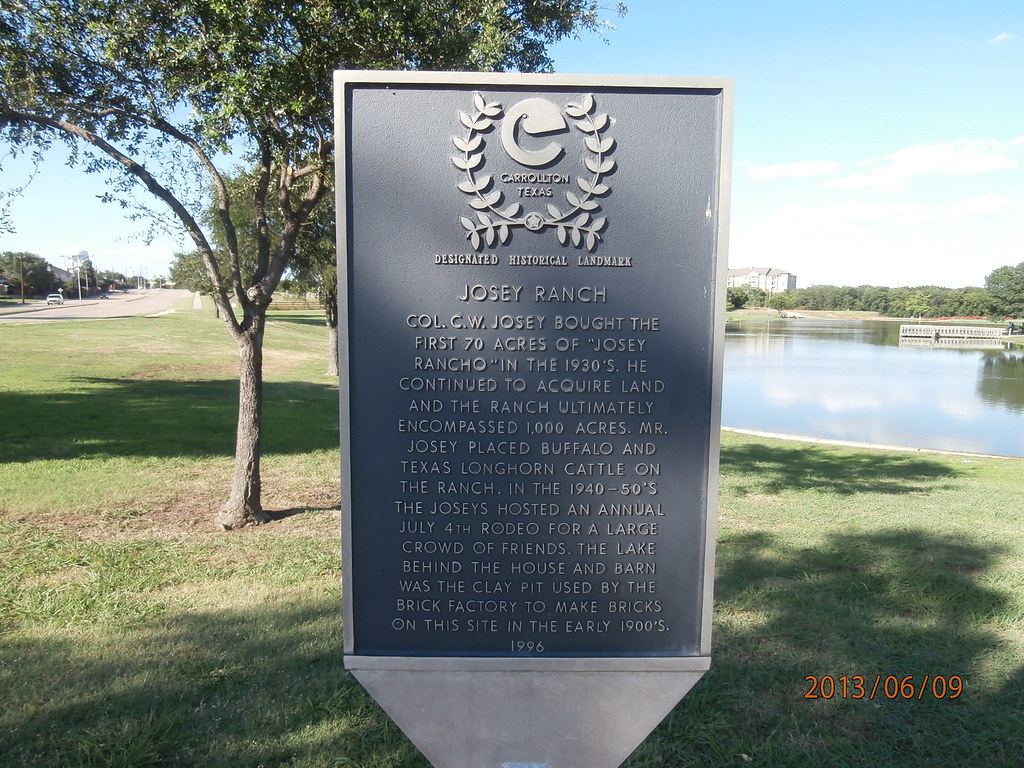 CARROLLTON
TEXAS
DESIGNATED HISTORICAL LANDMARK
JOSEY RANCH
COL. C.W. JOSEY BOUGHT THE
FIRST 70 ACRES OF "JOSEY
RANCHO" IN THE 1930'S. HE
CONTINUED TO ACQUIRE LAND
AND THE RANCH ULTIMATELY
ENCOMPASSED 1,000 ACRES. MR.
JOSEY PLACED BUFFALO AND
TEXAS LONGHORN CATTLE ON
THE RANCH. IN THE 1940-50'S
THE JOSEYS HOSTED AN ANNUAL
JULY 4TH RODEO FOR A LARGE
CROWD OF FRIENDS. THE LAKE
BEHIND THE HOUSE AND BARN
WAS THE CLAY PIT USED BY THE
BRICK FACTORY TO MAKE BRICKS
ON THIS SITE IN THE EARLY 1900'S.
1996
2013/06/09